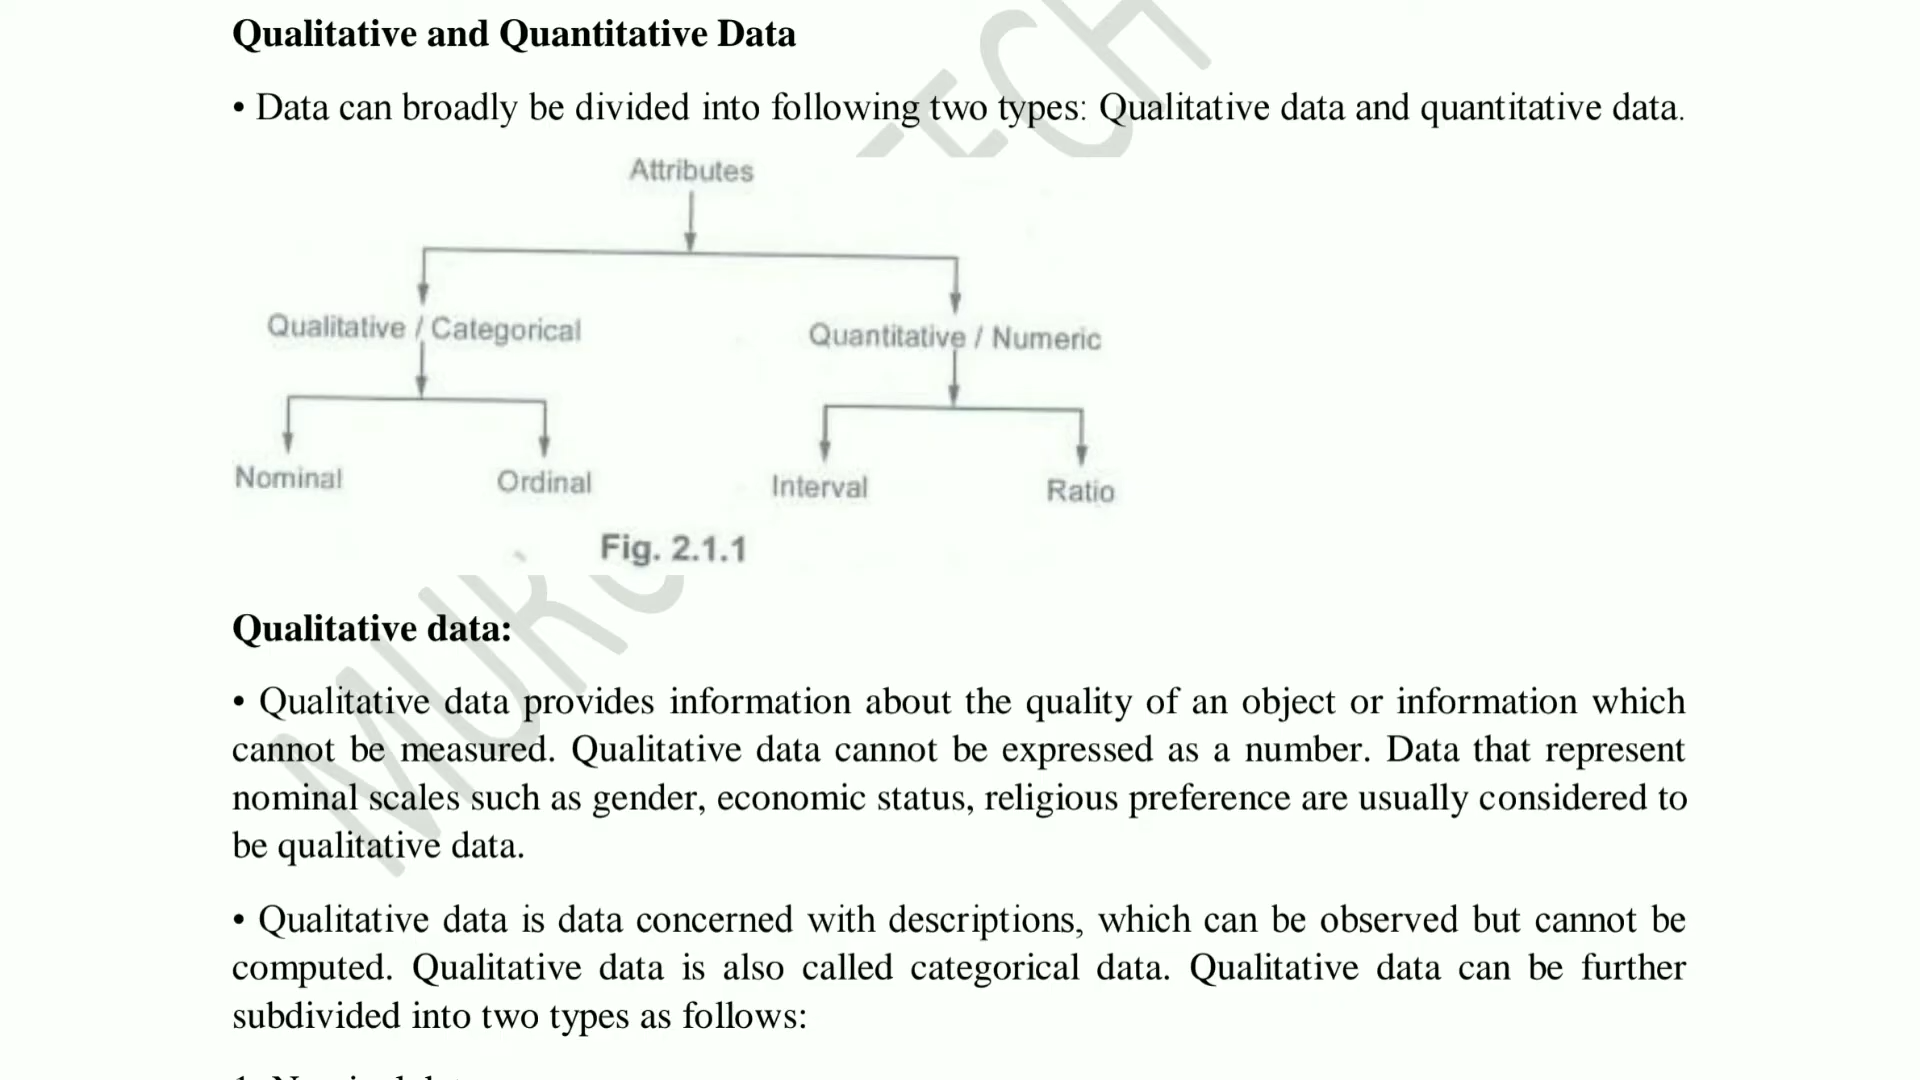 Qualitative and Quantitative Data
• Data can broadly be divided into following two types: Qualitative data and quantitative data.
Attributes
Qualitative / Categorical
Quantitative / Numeric
Nominal
Ordinal
Interval
Ratio
Fig. 2.1.1
Qualitative data:
• Qualitative data provides information about the quality of an object or information which
cannot be measured. Qualitative data cannot be expressed as a number. Data that represent
nominal scales such as gender, economic status, religious preference are usually considered to
be qualitative data.
• Qualitative data is data concerned with descriptions, which can be observed but cannot be
computed. Qualitative data is also called categorical data. Qualitative data can be further
subdivided into two types as follows: